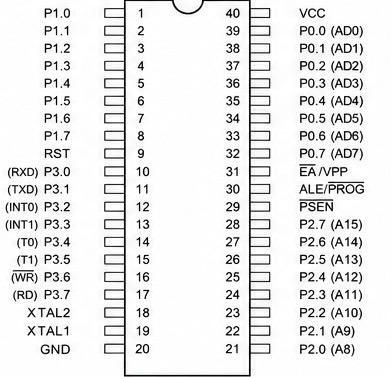 P1.0 1 40 VCC
P1.1 2 39 P0.0 (AD0)
P1.2 3 38 P0.1 (AD1)
P1.3 4 37 P0.2 (AD2)
P1.4 5 36 P0.3 (AD3)
P1.5 6 35 P0.4 (AD4)
P1.6 7 34 P0.5 (AD5)
P1.7 8 33 P0.6 (AD6)
RST 9 32 P0.7 (AD7)
(RXD) P3.0 10 31 E̅A̅ /VPP
(TXD) P3.1 11 30 ALE/P̅R̅O̅G̅
(INT0) P3.2 12 29 P̅S̅E̅N̅
(INT1) P3.3 13 28 P2.7 (A15)
(T0) P3.4 14 27 P2.6 (A14)
(T1) P3.5 15 26 P2.5 (A13)
(W̅R̅) P3.6 16 25 P2.4 (A12)
(RD) P3.7 17 24 P2.3 (A11)
XTAL2 18 23 P2.2 (A10)
XTAL1 19 22 P2.1 (A9)
GND 20 21 P2.0 (A8)